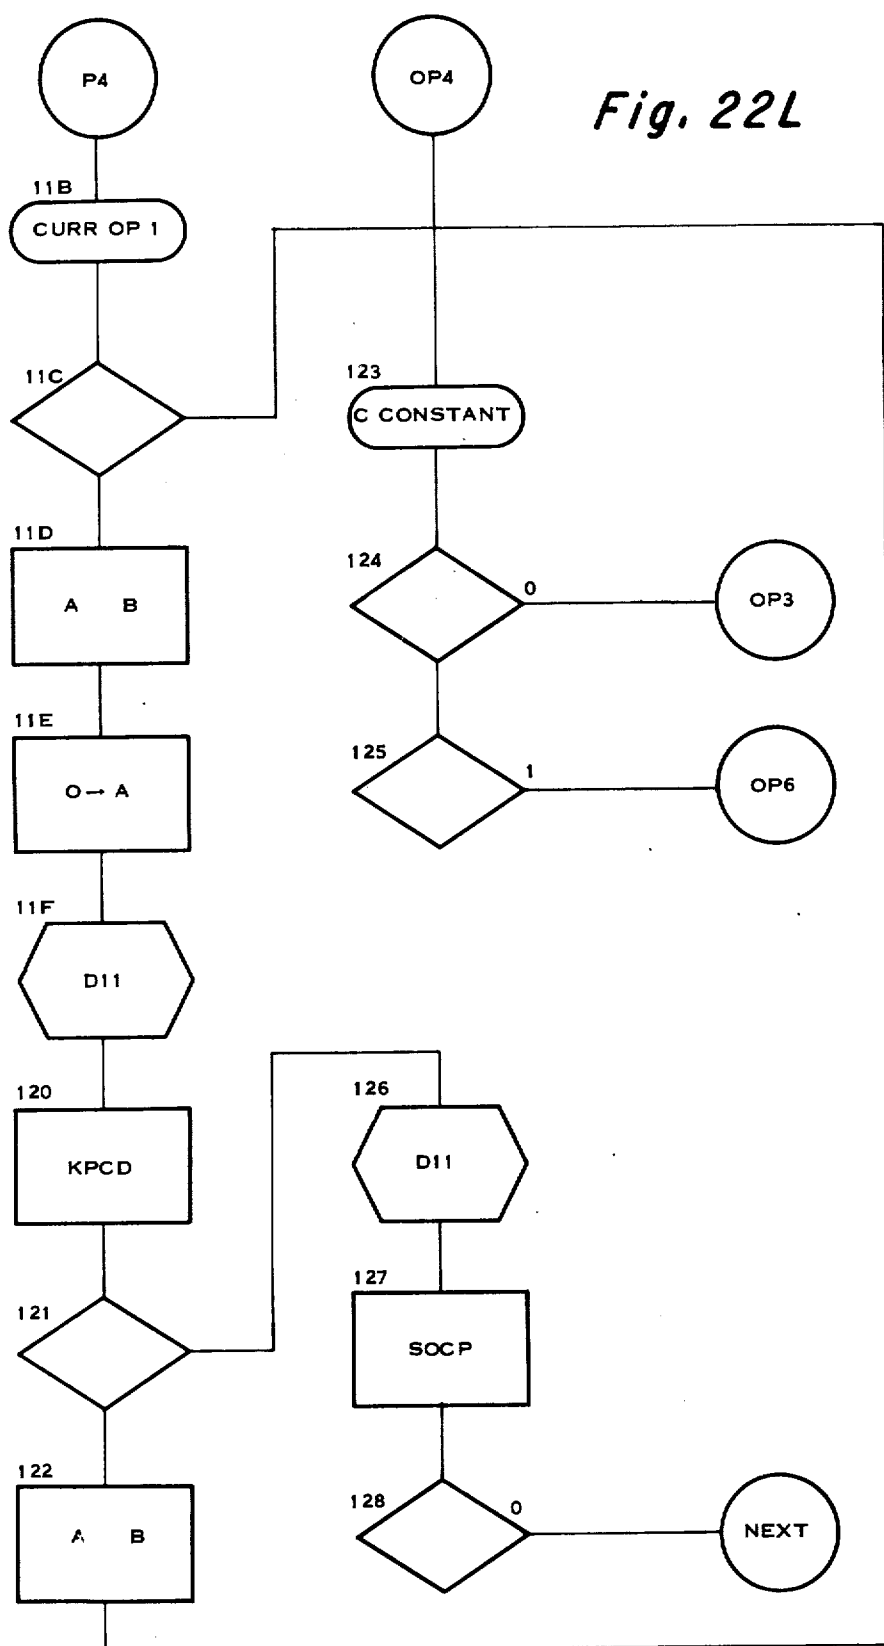 P4
OP4
Fig. 22L
11B
CURR OP 1
11C
123
C CONSTANT
11D
A B
124
0
OP3
11E
O→ A
125
1
OP6
11F
D11
120
KPCD
126
D11
121
127
SOCP
122
A B
128
0
NEXT